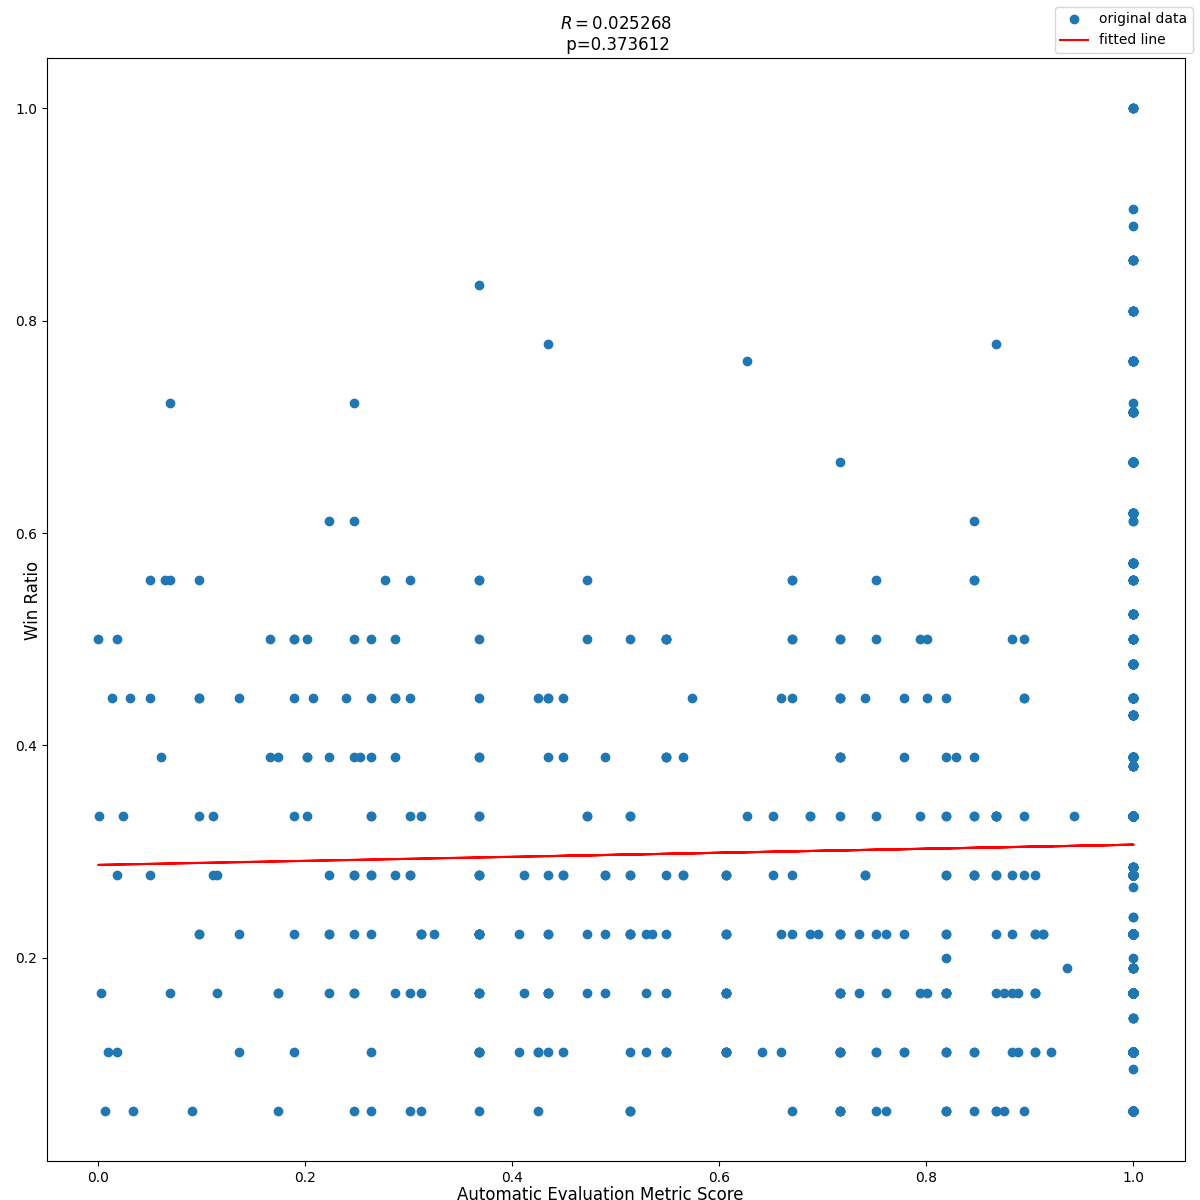 R = 0.025268
p=0.373612
original data
fitted line
Win Ratio
1.0
0.8
0.6
0.4
0.2
0.0 0.2 0.4 0.6 0.8 1.0
Automatic Evaluation Metric Score